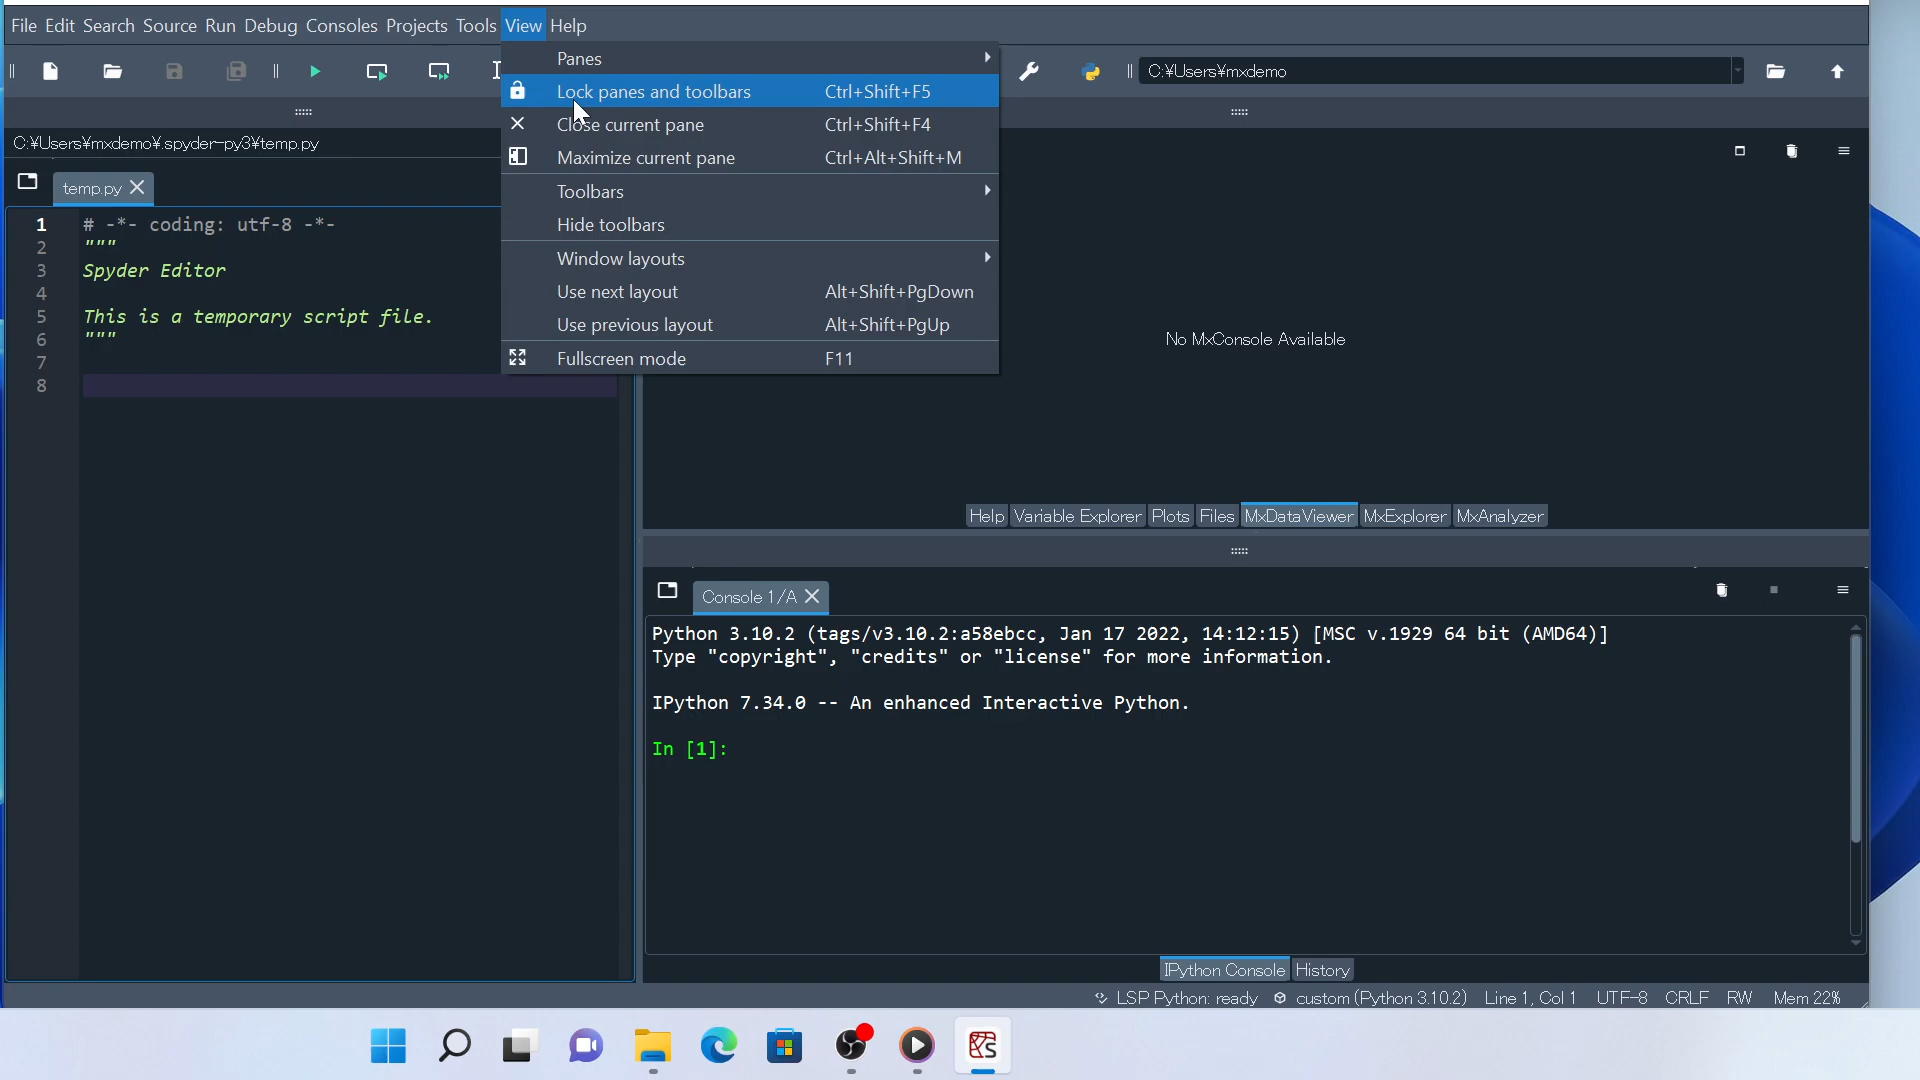 File Edit Search Source Run Debug Consoles Projects Tools View Help
C:¥Users¥mxdemo
Panes
Lock panes and toolbars Ctrl+Shift+F5
Close current pane Ctrl+Shift+F4
Maximize current pane Ctrl+Alt+Shift+M
Toolbars
Hide toolbars
Window layouts
Use next layout Alt+Shift+PgDown
Use previous layout Alt+Shift+PgUp
Fullscreen mode F11
C:¥Users¥mxdemo¥.spyder-py3¥temp.py
temp.py
1 # -*- coding: utf-8 -*-
2 """
3 Spyder Editor
4
5 This is a temporary script file.
6 """
7
8
No MxConsole Available
Help Variable Explorer Plots Files MxDataViewer MxExplorer MxAnalyzer
Console 1/A
Python 3.10.2 (tags/v3.10.2:a58ebcc, Jan 17 2022, 14:12:15) [MSC v.1929 64 bit (AMD64)]
Type "copyright", "credits" or "license" for more information.
IPython 7.34.0 -- An enhanced Interactive Python.
In [1]:
IPython Console History
LSP Python: ready custom (Python 3.10.2) Line 1, Col 1 UTF-8 CRLF RW Mem 22%